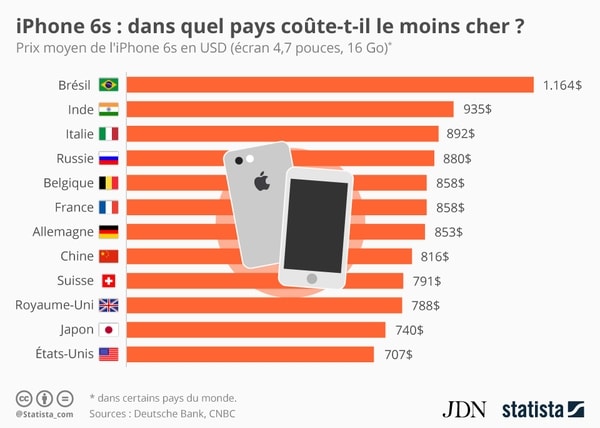 iPhone 6s : dans quel pays coûte-t-il le moins cher ?
Prix moyen de l'iPhone 6s en USD (écran 4,7 pouces, 16 Go)*
Brésil 1.164$
Inde 935$
Italie 892$
Russie 880$
Belgique 858$
France 858$
Allemagne 853$
Chine 816$
Suisse 791$
Royaume-Uni 788$
Japon 740$
États-Unis 707$
* dans certains pays du monde.
@Statista_com Sources : Deutsche Bank, CNBC
JDN statista